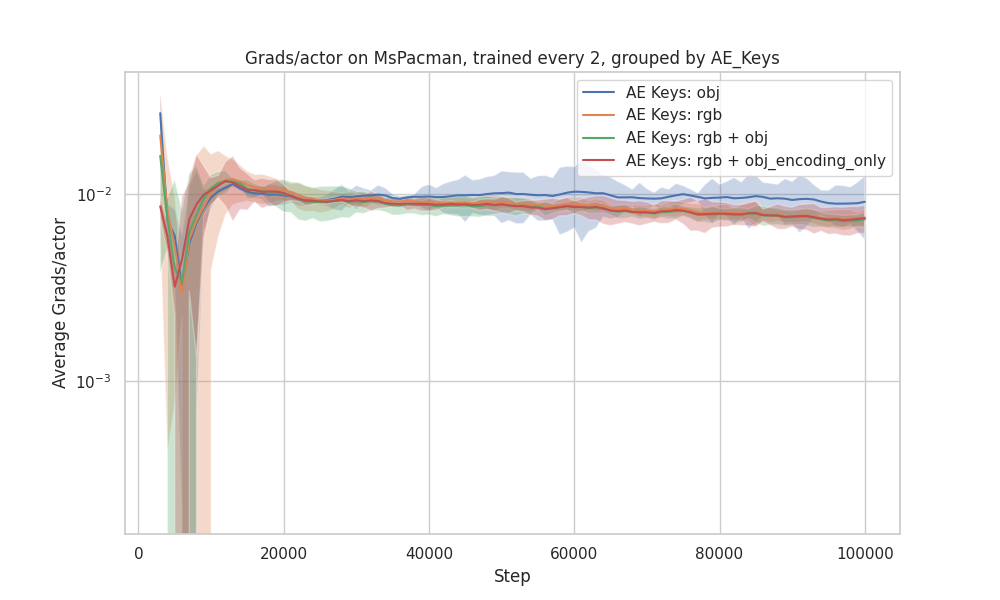 Grads/actor on MsPacman, trained every 2, grouped by AE_Keys
AE Keys: obj
AE Keys: rgb
AE Keys: rgb + obj
AE Keys: rgb + obj_encoding_only
Average Grads/actor
10⁻²
10⁻³
0
20000
40000
60000
80000
100000
Step